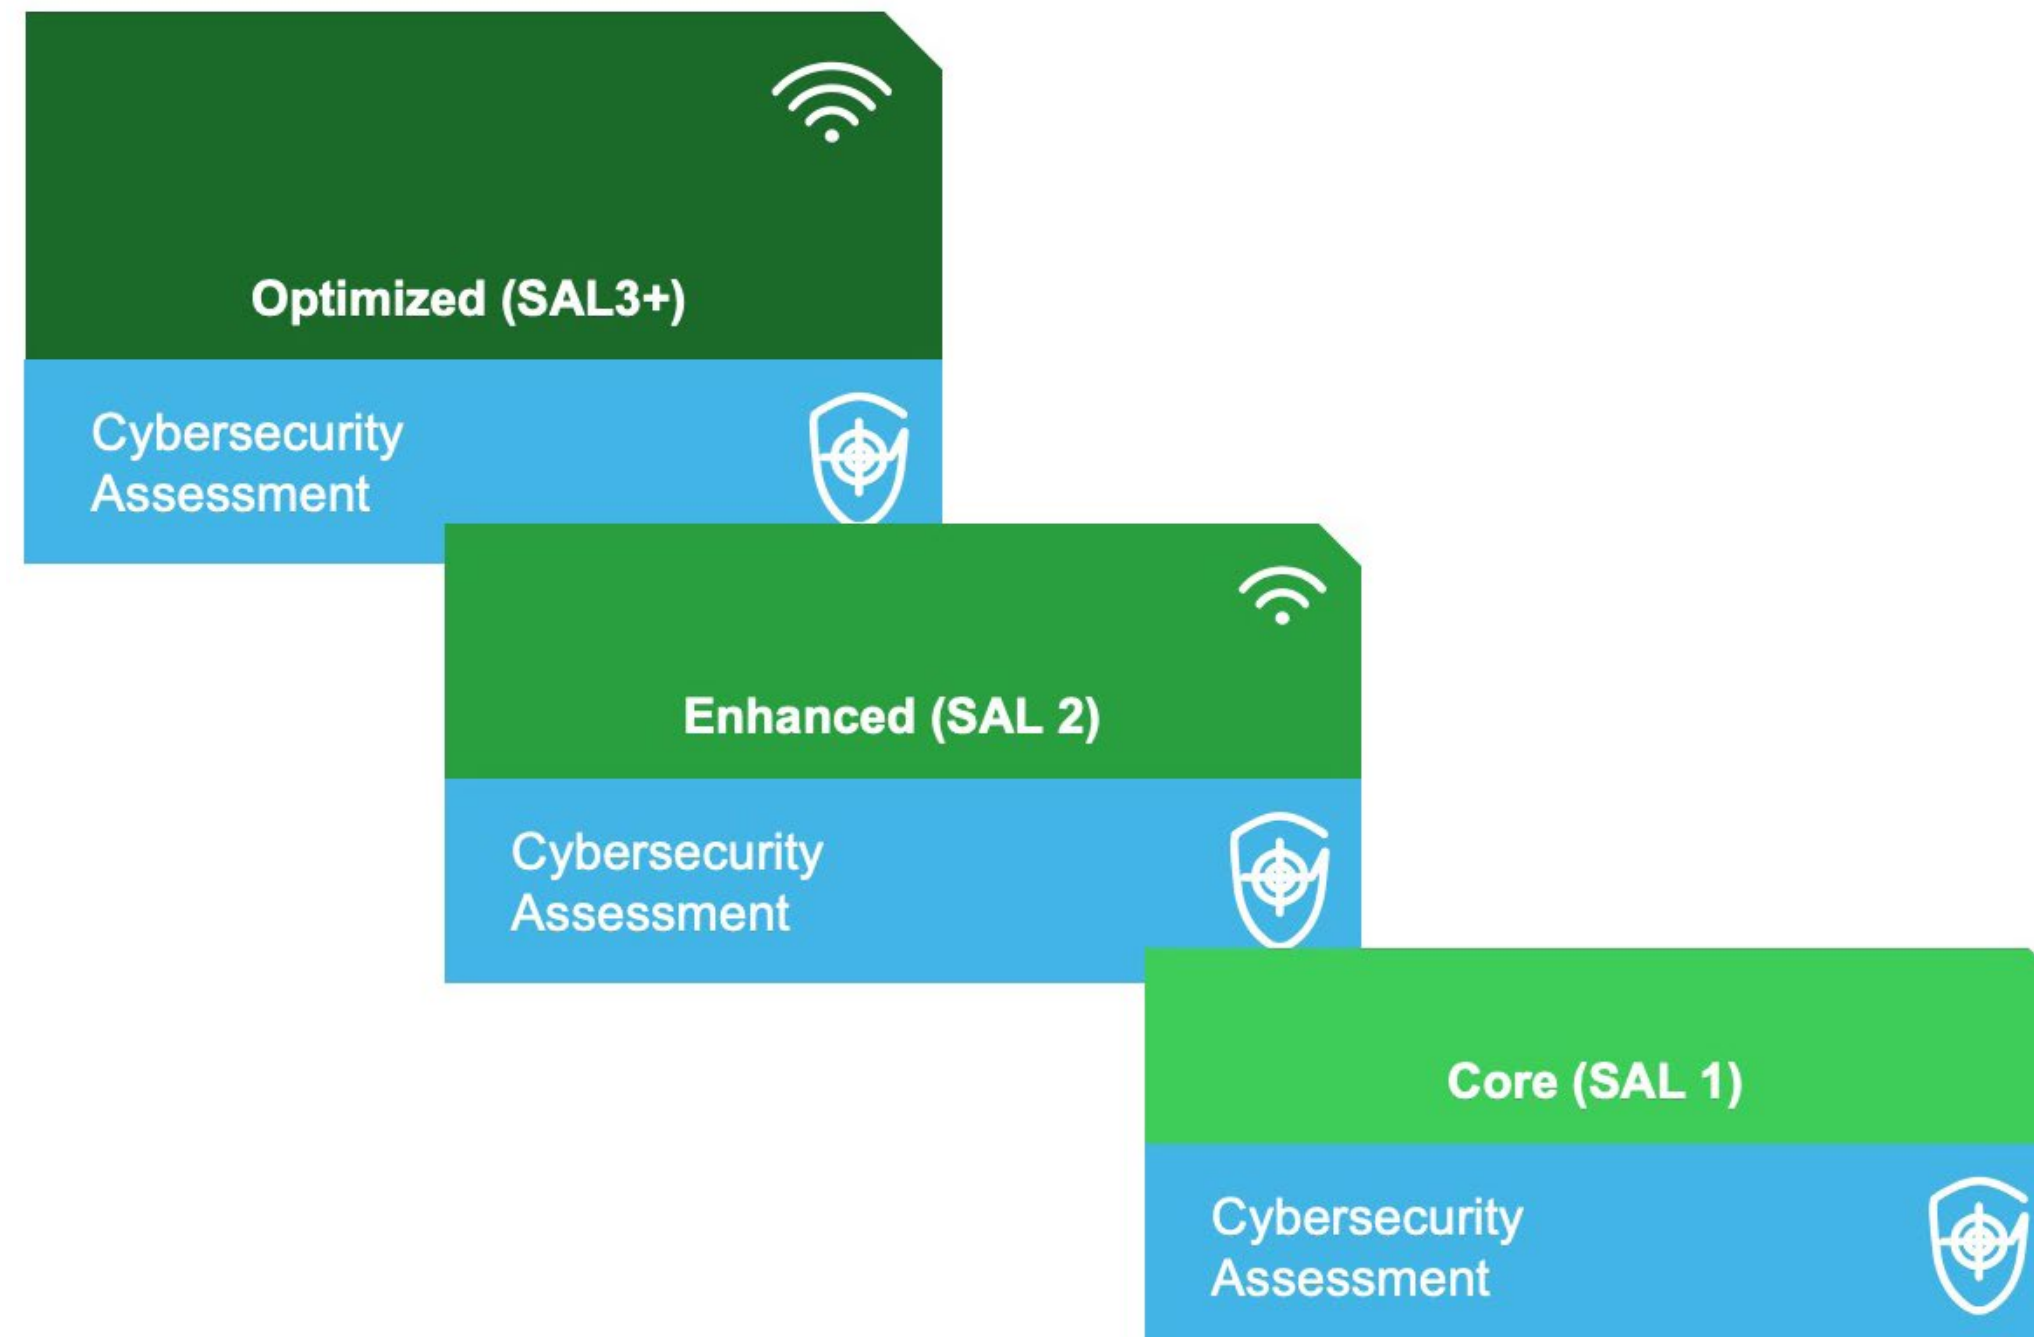 Optimized (SAL3+)
Cybersecurity
Assessment
Enhanced (SAL 2)
Cybersecurity
Assessment
Core (SAL 1)
Cybersecurity
Assessment